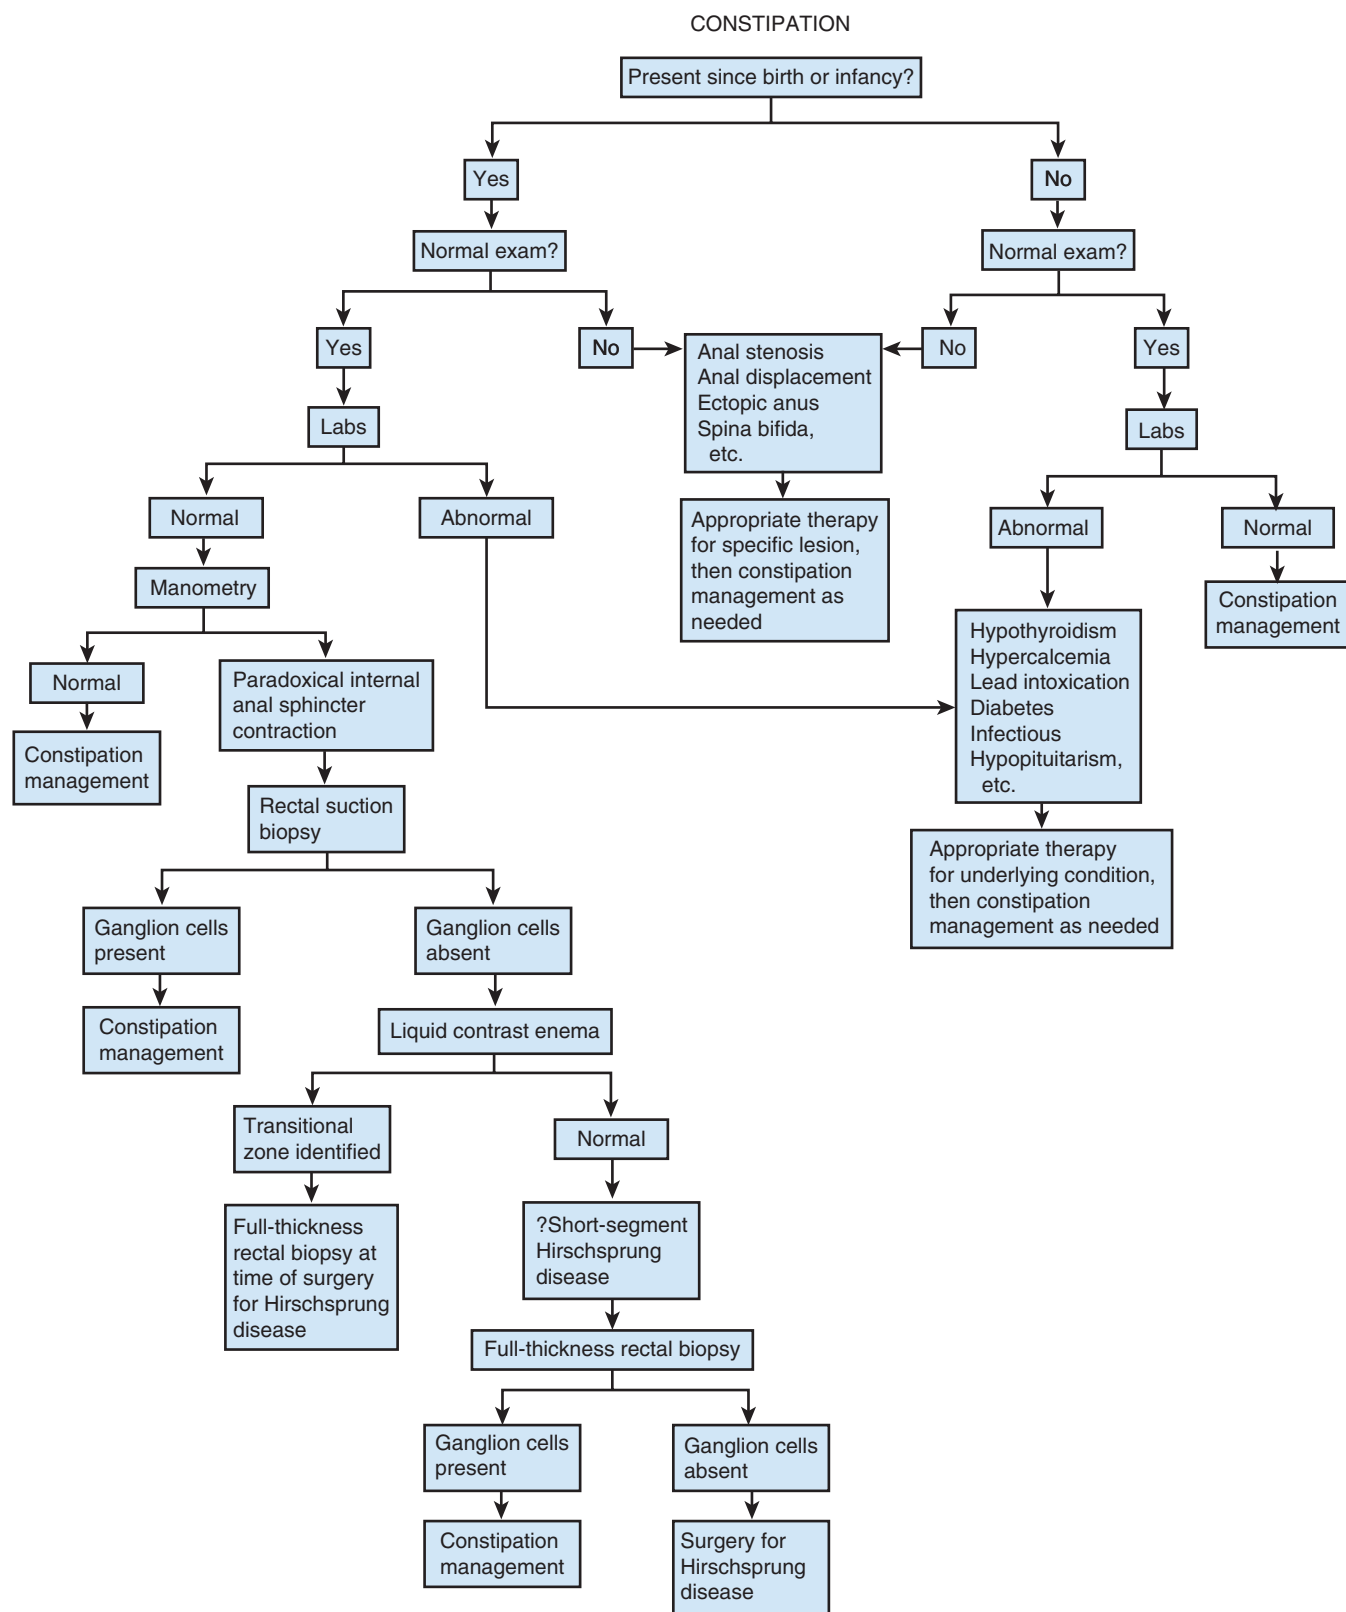 CONSTIPATION
Present since birth or infancy?
Yes
No
Normal exam?
Normal exam?
Yes
No
Anal stenosis
Anal displacement
Ectopic anus
Spina bifida,
etc.
No
Yes
Labs
Labs
Normal
Abnormal
Appropriate therapy
for specific lesion,
then constipation
management as
needed
Abnormal
Normal
Manometry
Constipation
management
Normal
Paradoxical internal
anal sphincter
contraction
Hypothyroidism
Hypercalcemia
Lead intoxication
Diabetes
Infectious
Hypopituitarism,
etc.
Constipation
management
Rectal suction
biopsy
Appropriate therapy
for underlying condition,
then constipation
management as needed
Ganglion cells
present
Ganglion cells
absent
Constipation
management
Liquid contrast enema
Transitional
zone identified
Normal
Full-thickness
rectal biopsy at
time of surgery
for Hirschsprung
disease
?Short-segment
Hirschsprung
disease
Full-thickness rectal biopsy
Ganglion cells
present
Ganglion cells
absent
Constipation
management
Surgery for
Hirschsprung
disease